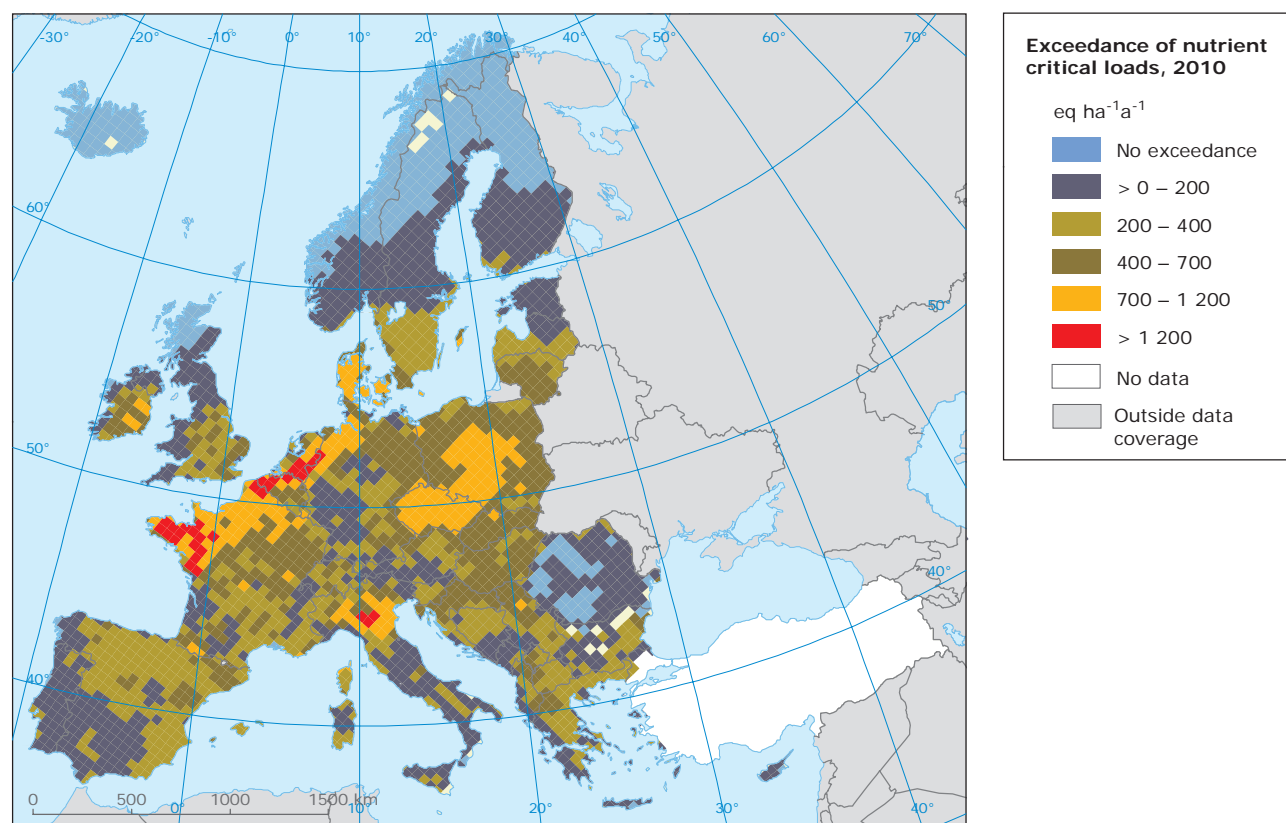 -30°
-20°
-10°
0°
10°
20°
30°
40°
50°
60°
70°
60°
50°
40°
50
40°
0
500
1000
1500 km
0°
10°
20°
30°
40°
Exceedance of nutrient
critical loads, 2010
eq ha⁻¹a⁻¹
No exceedance
> 0 – 200
200 – 400
400 – 700
700 – 1 200
> 1 200
No data
Outside data
coverage